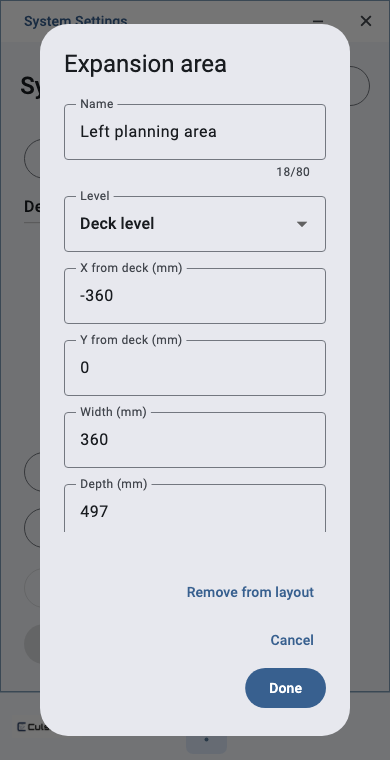 System Settings
Sy
Expansion area
Name
Left planning area
18/80
De
Level
Deck level
X from deck (mm)
-360
Y from deck (mm)
0
Width (mm)
360
Depth (mm)
497
Remove from layout
Cancel
Done